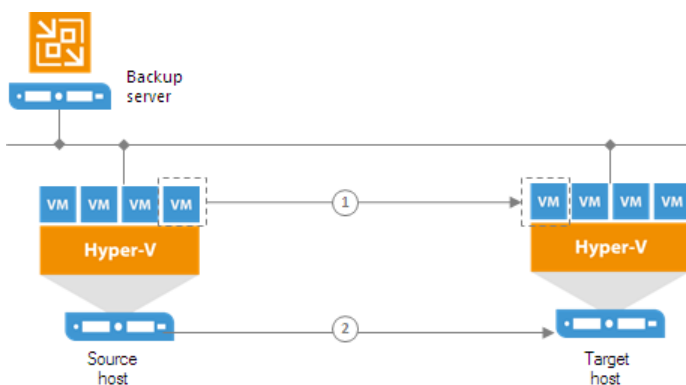 Backup
server
VM VM VM VM
1
VM VM VM VM
Hyper-V
Hyper-V
2
Source
host
Target
host